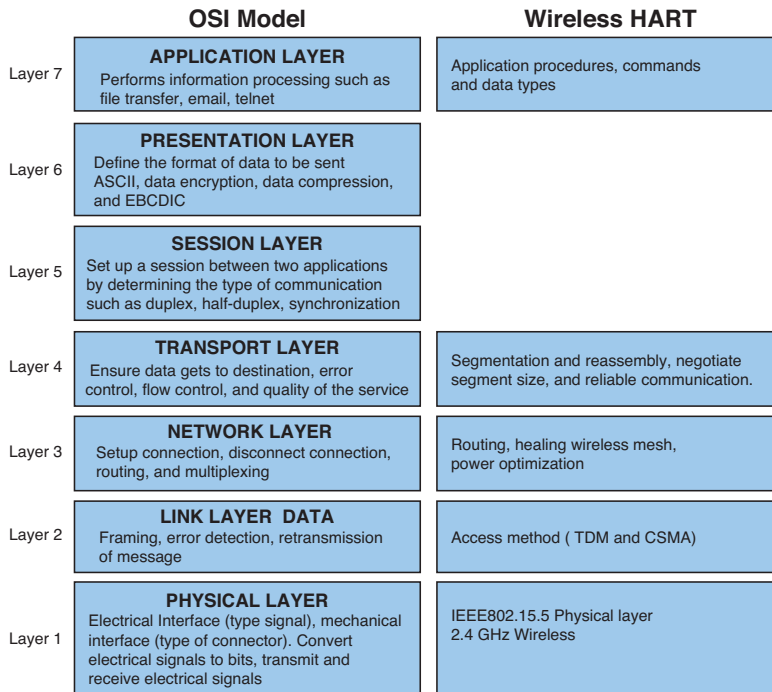 OSI Model
Wireless HART
Layer 7
APPLICATION LAYER
Performs information processing such as
file transfer, email, telnet
Application procedures, commands
and data types
Layer 6
PRESENTATION LAYER
Define the format of data to be sent
ASCII, data encryption, data compression,
and EBCDIC
Layer 5
SESSION LAYER
Set up a session between two applications
by determining the type of communication
such as duplex, half-duplex, synchronization
Layer 4
TRANSPORT LAYER
Ensure data gets to destination, error
control, flow control, and quality of the service
Segmentation and reassembly, negotiate
segment size, and reliable communication.
Layer 3
NETWORK LAYER
Setup connection, disconnect connection,
routing, and multiplexing
Routing, healing wireless mesh,
power optimization
Layer 2
LINK LAYER DATA
Framing, error detection, retransmission
of message
Access method ( TDM and CSMA)
Layer 1
PHYSICAL LAYER
Electrical Interface (type signal), mechanical
interface (type of connector). Convert
electrical signals to bits, transmit and
receive electrical signals
IEEE802.15.5 Physical layer
2.4 GHz Wireless